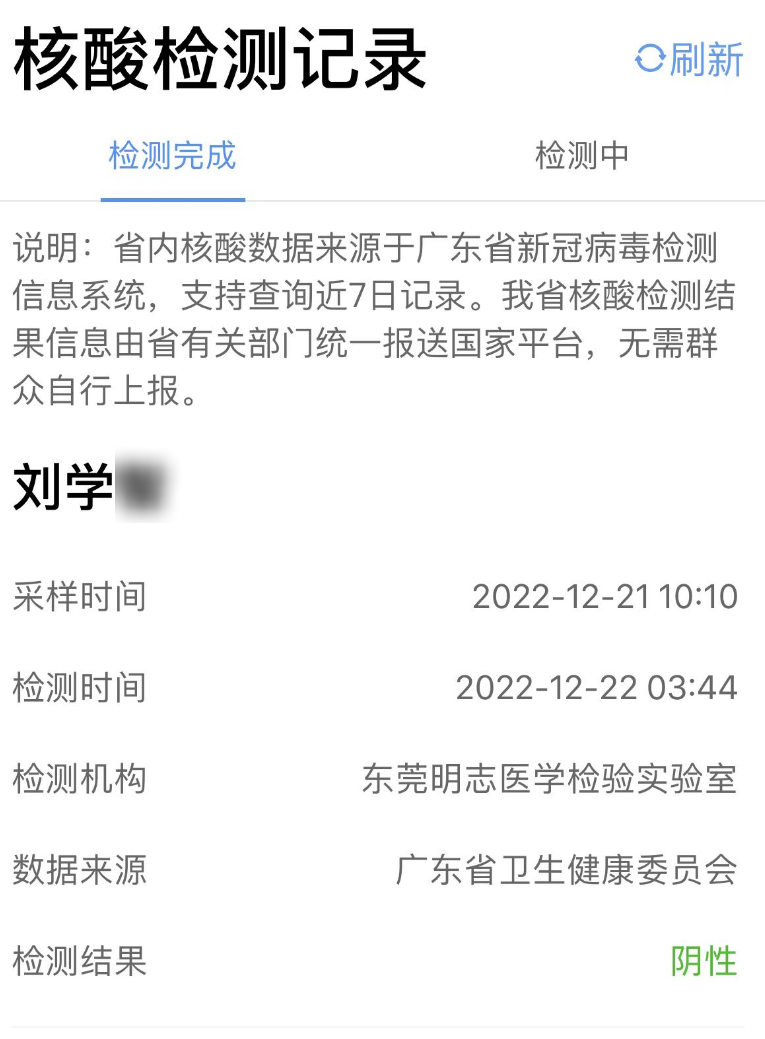 核酸检测记录
刷新
检测完成
检测中
说明：省内核酸数据来源于广东省新冠病毒检测
信息系统，支持查询近7日记录。我省核酸检测结
果信息由省有关部门统一报送国家平台，无需群
众自行上报。
刘学
采样时间 2022-12-21 10:10
检测时间 2022-12-22 03:44
检测机构 东莞明志医学检验实验室
数据来源 广东省卫生健康委员会
检测结果 阴性